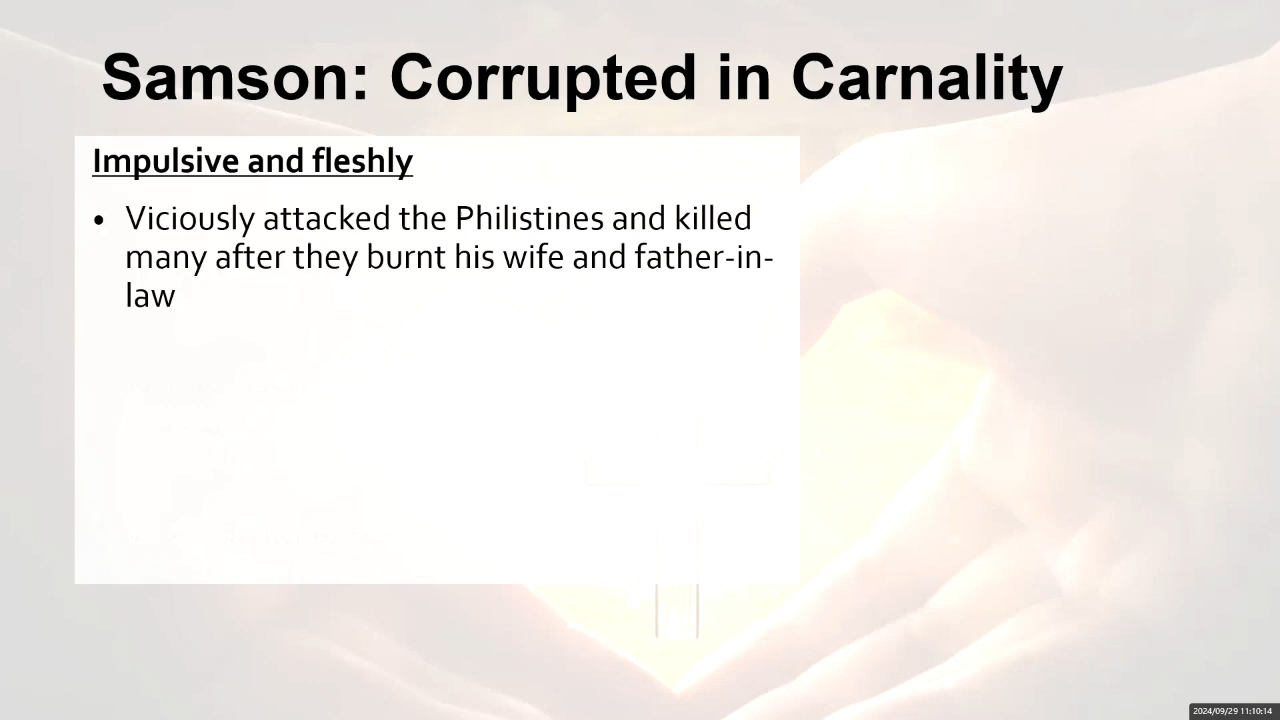 Samson: Corrupted in Carnality
Impulsive and fleshly
• Viciously attacked the Philistines and killed
many after they burnt his wife and father-in-
law
2024/09/29 11:10:14